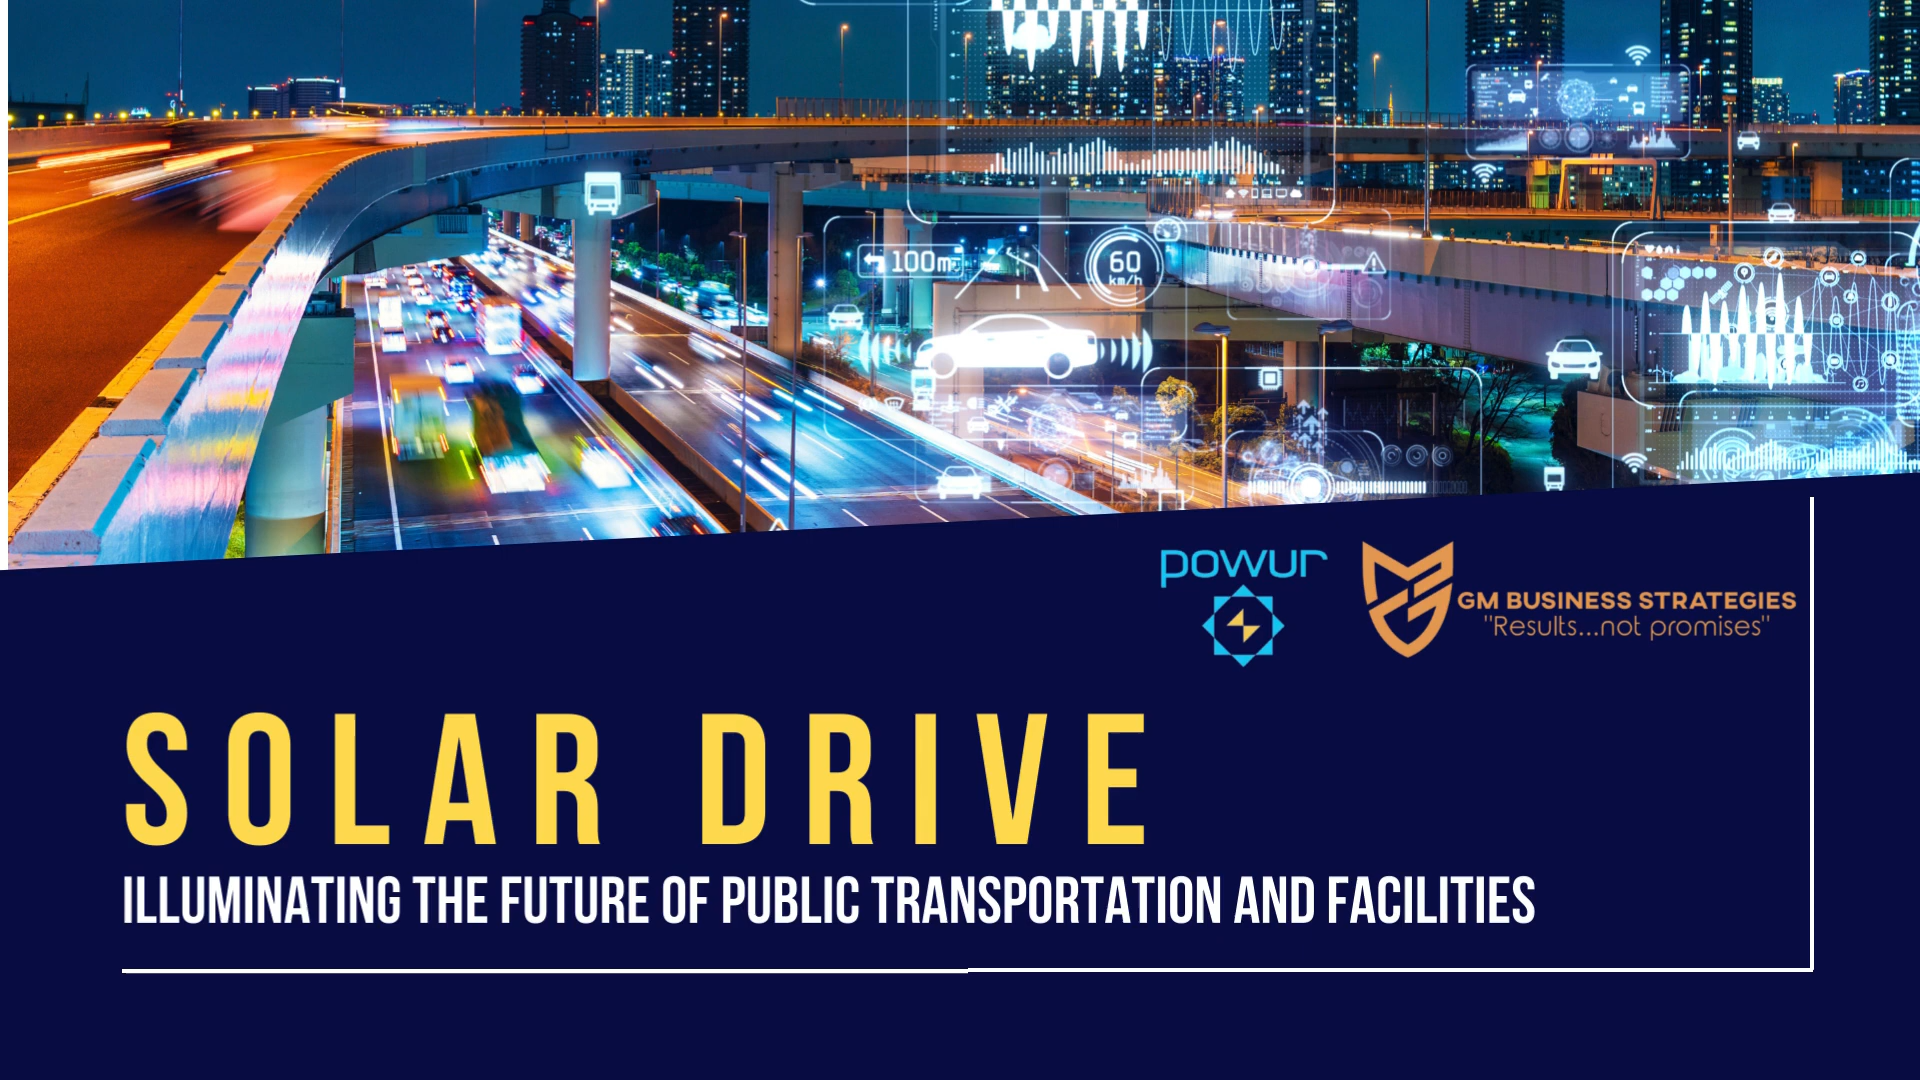 100m
60
km/h
powur
GM BUSINESS STRATEGIES
"Results...not promises"
SOLAR DRIVE
ILLUMINATING THE FUTURE OF PUBLIC TRANSPORTATION AND FACILITIES